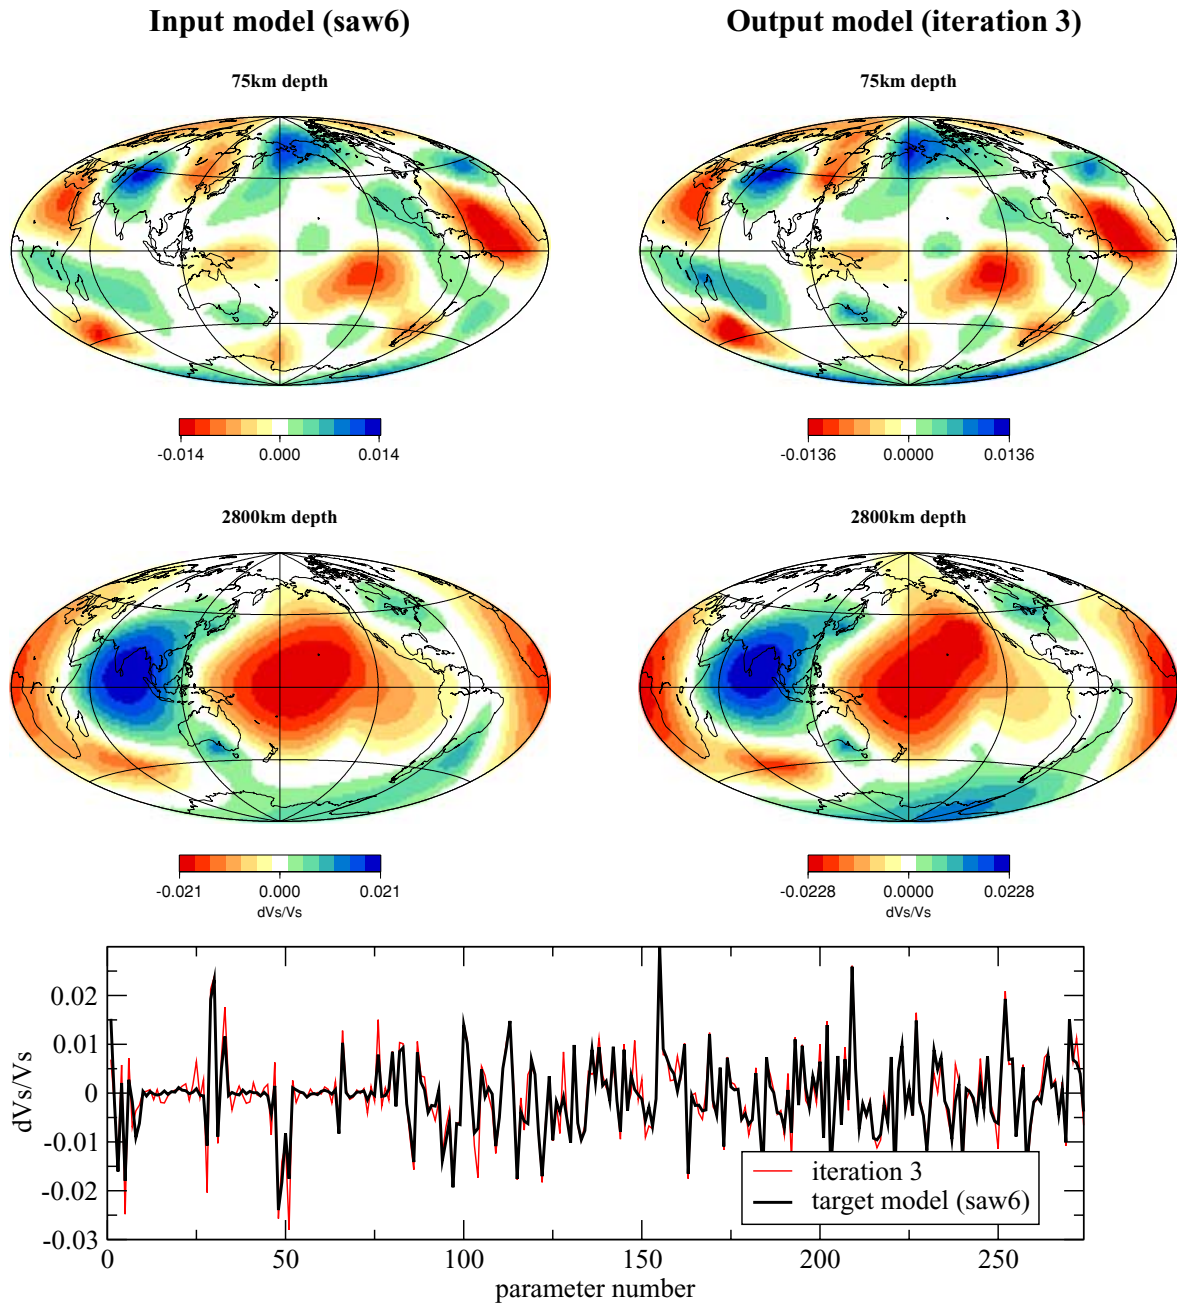 Input model (saw6) Output model (iteration 3)
75km depth 75km depth
-0.014 0.000 0.014 -0.0136 0.0000 0.0136
2800km depth 2800km depth
-0.021 0.000 0.021 -0.0228 0.0000 0.0228
dVs/Vs dVs/Vs
0.02
0.01
0
-0.01
-0.02
-0.03
dVs/Vs
iteration 3
target model (saw6)
0 50 100 150 200 250
parameter number